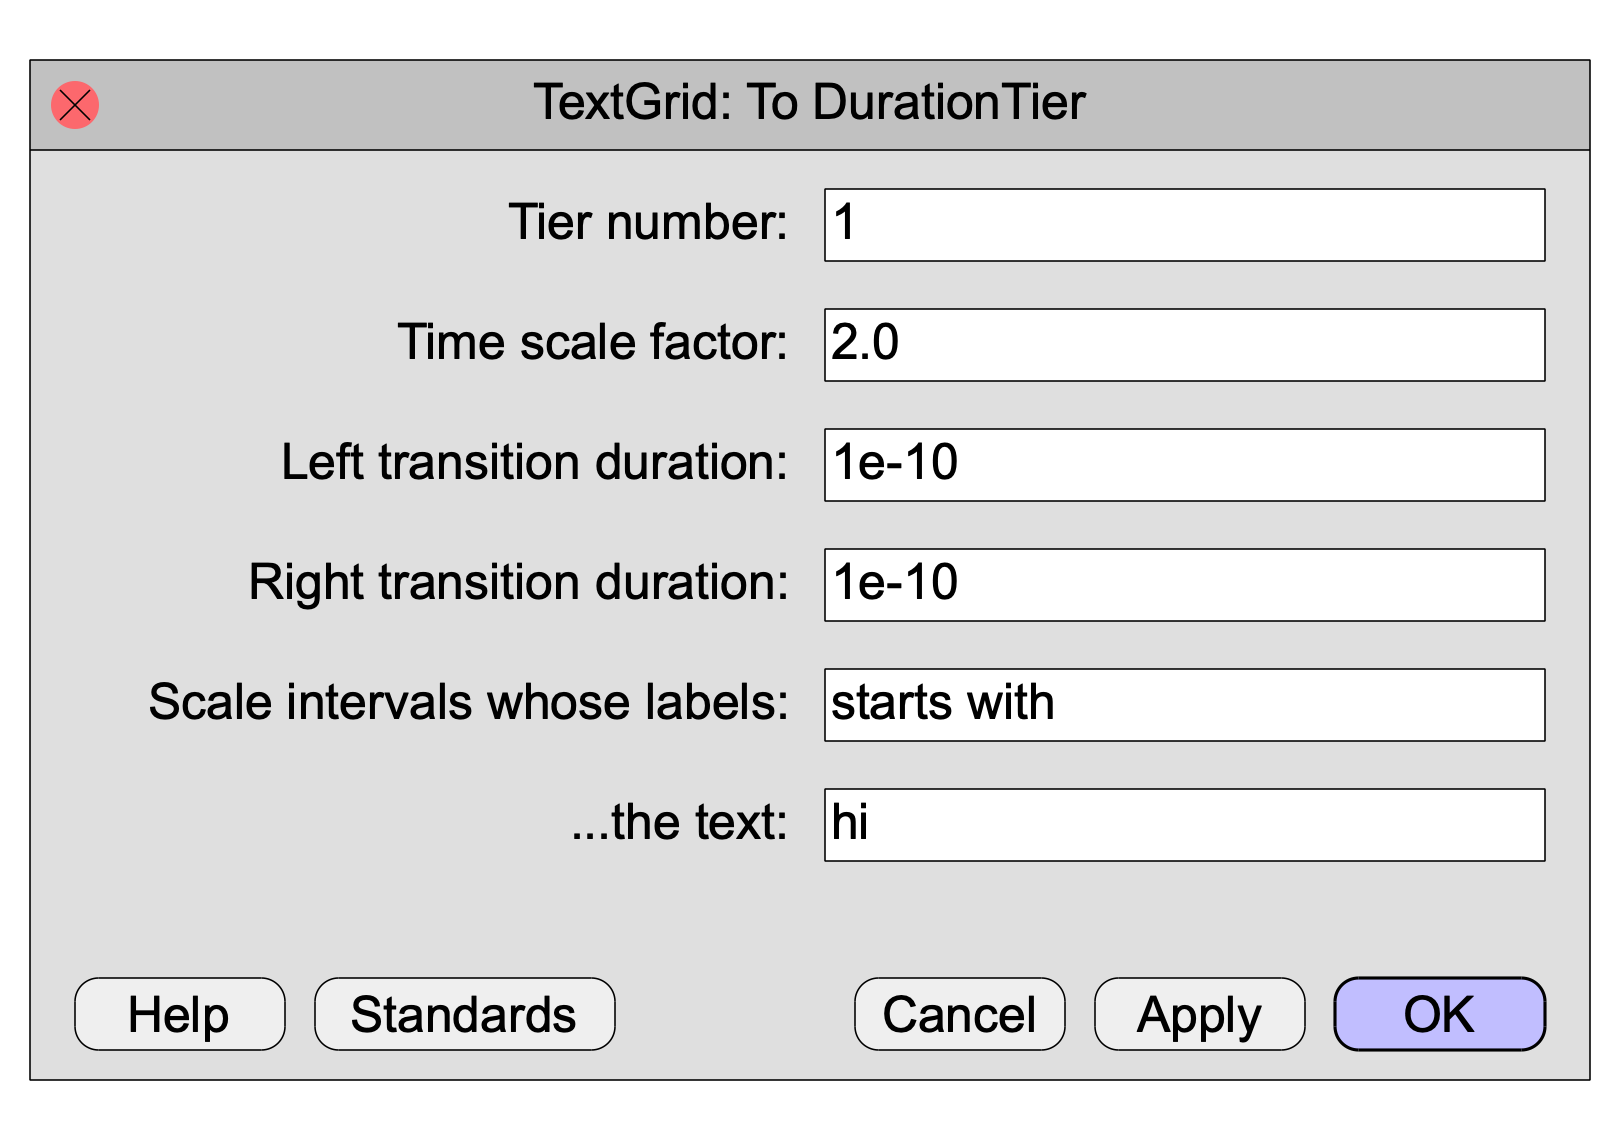 TextGrid: To DurationTier
Tier number: 1
Time scale factor: 2.0
Left transition duration: 1e-10
Right transition duration: 1e-10
Scale intervals whose labels: starts with
...the text: hi
Help Standards Cancel Apply OK